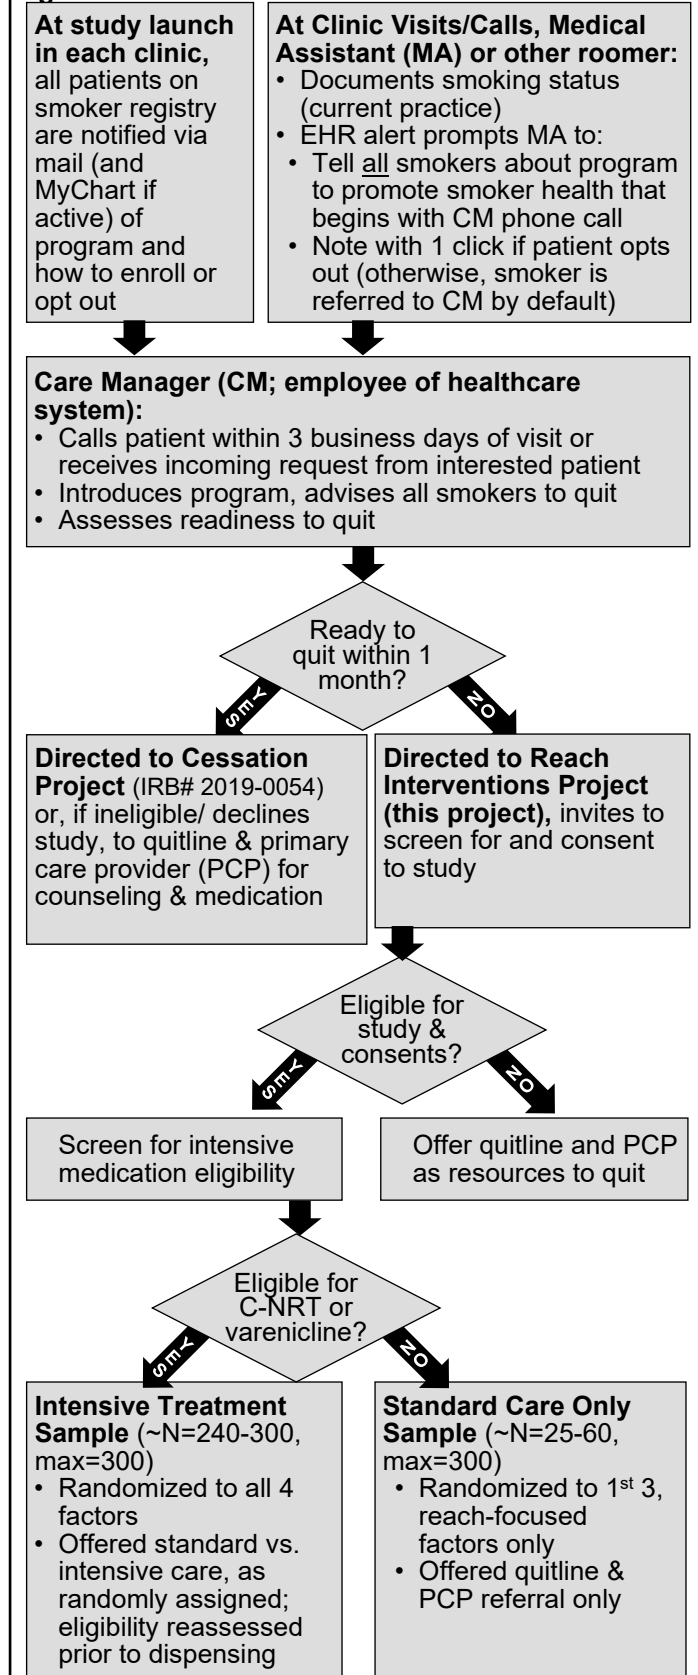 At study launch
in each clinic,
all patients on
smoker registry
are notified via
mail (and
MyChart if
active) of
program and
how to enroll or
opt out
At Clinic Visits/Calls, Medical
Assistant (MA) or other roomer:
• Documents smoking status
(current practice)
• EHR alert prompts MA to:
• Tell all smokers about program
to promote smoker health that
begins with CM phone call
• Note with 1 click if patient opts
out (otherwise, smoker is
referred to CM by default)
Care Manager (CM; employee of healthcare
system):
• Calls patient within 3 business days of visit or
receives incoming request from interested patient
• Introduces program, advises all smokers to quit
• Assesses readiness to quit
Ready to
quit within 1
month?
YES
NO
Directed to Cessation
Project (IRB# 2019-0054)
or, if ineligible/ declines
study, to quitline & primary
care provider (PCP) for
counseling & medication
Directed to Reach
Interventions Project
(this project), invites to
screen for and consent
to study
Eligible for
study &
consents?
YES
NO
Screen for intensive
medication eligibility
Offer quitline and PCP
as resources to quit
Eligible for
C-NRT or
varenicline?
YES
NO
Intensive Treatment
Sample (~N=240-300,
max=300)
• Randomized to all 4
factors
• Offered standard vs.
intensive care, as
randomly assigned;
eligibility reassessed
prior to dispensing
Standard Care Only
Sample (~N=25-60,
max=300)
• Randomized to 1st 3,
reach-focused
factors only
• Offered quitline &
PCP referral only